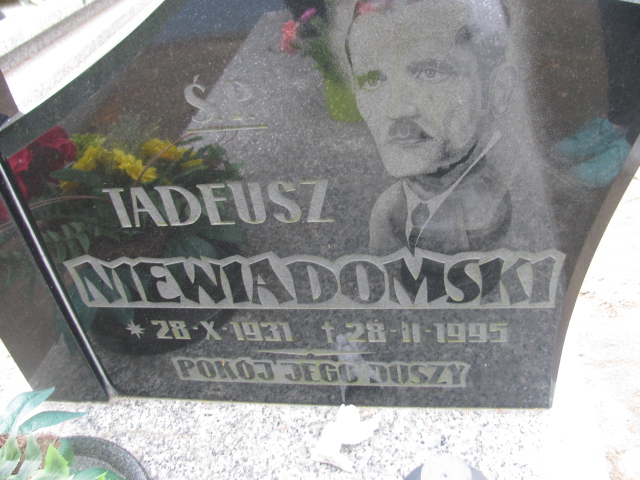 Ś.P.
TADEUSZ
NIEWIADOMSKI
* 28-X-1931 † 28-II-1995
POKÓJ JEGO DUSZY